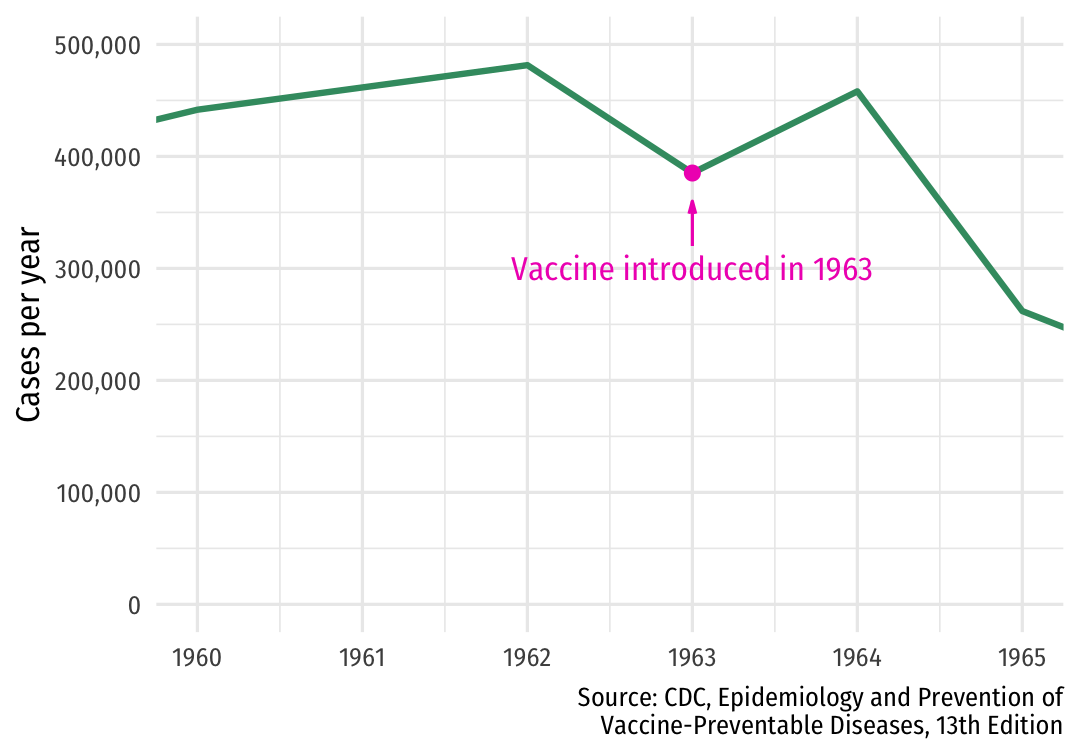 500,000
400,000
300,000
200,000
100,000
0
Cases per year
Vaccine introduced in 1963
1960 1961 1962 1963 1964 1965
Source: CDC, Epidemiology and Prevention of
Vaccine-Preventable Diseases, 13th Edition